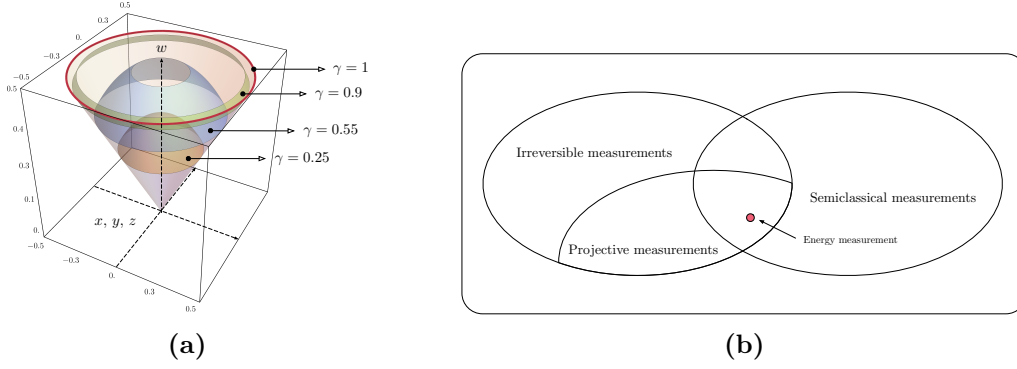 0.5
0.3
0.
−0.3
−0.5
0.5
0.4
0.3
0.1
0.
−0.5
−0.3
0.
0.3
0.5
0.5
w
x, y, z
γ = 1
γ = 0.9
γ = 0.55
γ = 0.25
(a)
Irreversible measurements
Semiclassical measurements
Projective measurements
Energy measurement
(b)